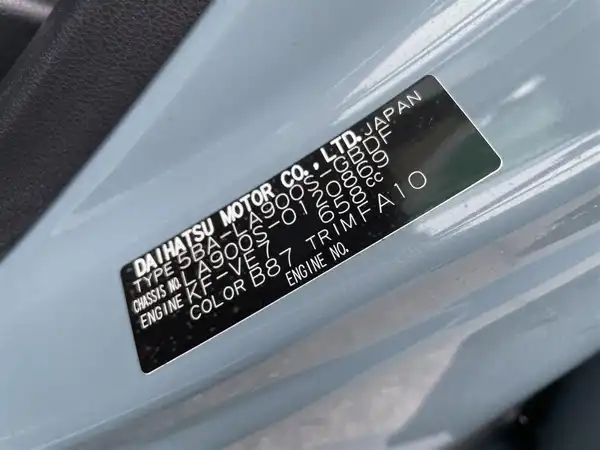 DAIHATSU MOTOR CO.,LTD. JAPAN
TYPE 5BA-LA900S-GBDF
CHASSIS NO. LA900S-0120869
ENGINE KF-VE7 658cc
COLOR B87 TRIM FA10
ENGINE NO.